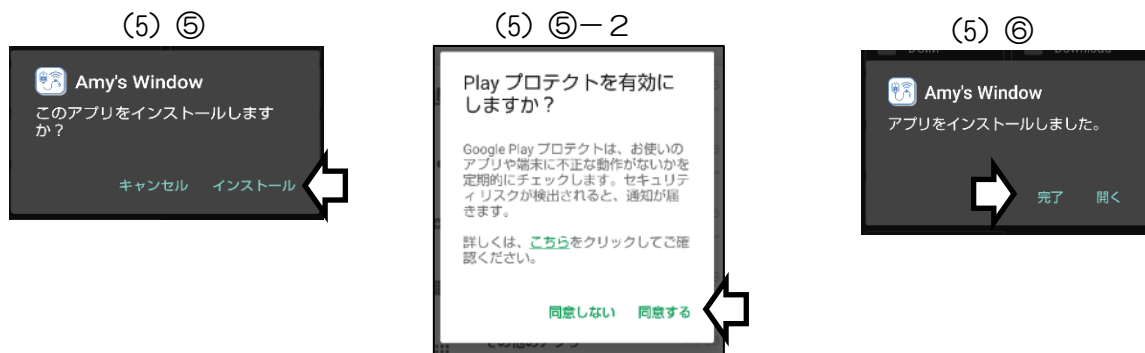 (5) ⑤
Amy's Window
このアプリをインストールします
か？
キャンセル インストール
(5) ⑤－２
Play プロテクトを有効に
しますか？
Google Play プロテクトは、お使いの
アプリや端末に不正な動作がないかを
定期的にチェックします。セキュリテ
ィ リスクが検出されると、通知が届
きます。
詳しくは、こちらをクリックしてご確
認ください。
同意しない 同意する
(5) ⑥
Amy's Window
アプリをインストールしました。
完了 開く